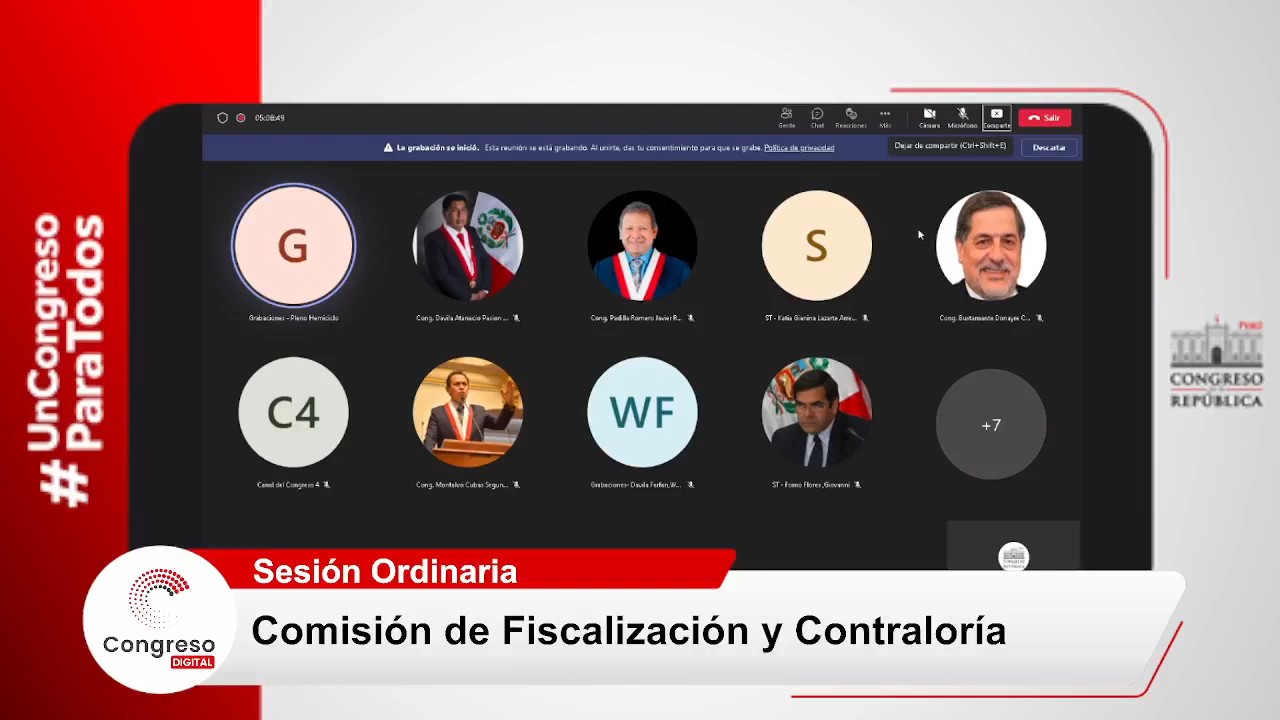 #UnCongreso
ParaTodos
05:08:49
Gente
Chat
Reacciones
Más
Cámara
Micrófono
Compartir
Salir
La grabación se inició. Esta reunión se está grabando. Al unirte, das tu consentimiento para que se grabe. Política de privacidad
Dejar de compartir (Ctrl+Shift+E)
Descartar
G
S
Grabaciones - Pleno Hemiciclo
Cong. Davila Atanacio Pasion ...
Cong. Padilla Romero Javier R...
ST - Katia Gianina Lazarte Arre...
Cong. Bustamante Donayre C...
C4
WF
+7
Canal del Congreso 4
Cong. Montalvo Cubas Segun...
Grabaciones- Davila Farfan,W...
ST - Forno Flores ,Giovanni
Perú
CONGRESO
REPÚBLICA
Sesión Ordinaria
Comisión de Fiscalización y Contraloría
Congreso
DIGITAL